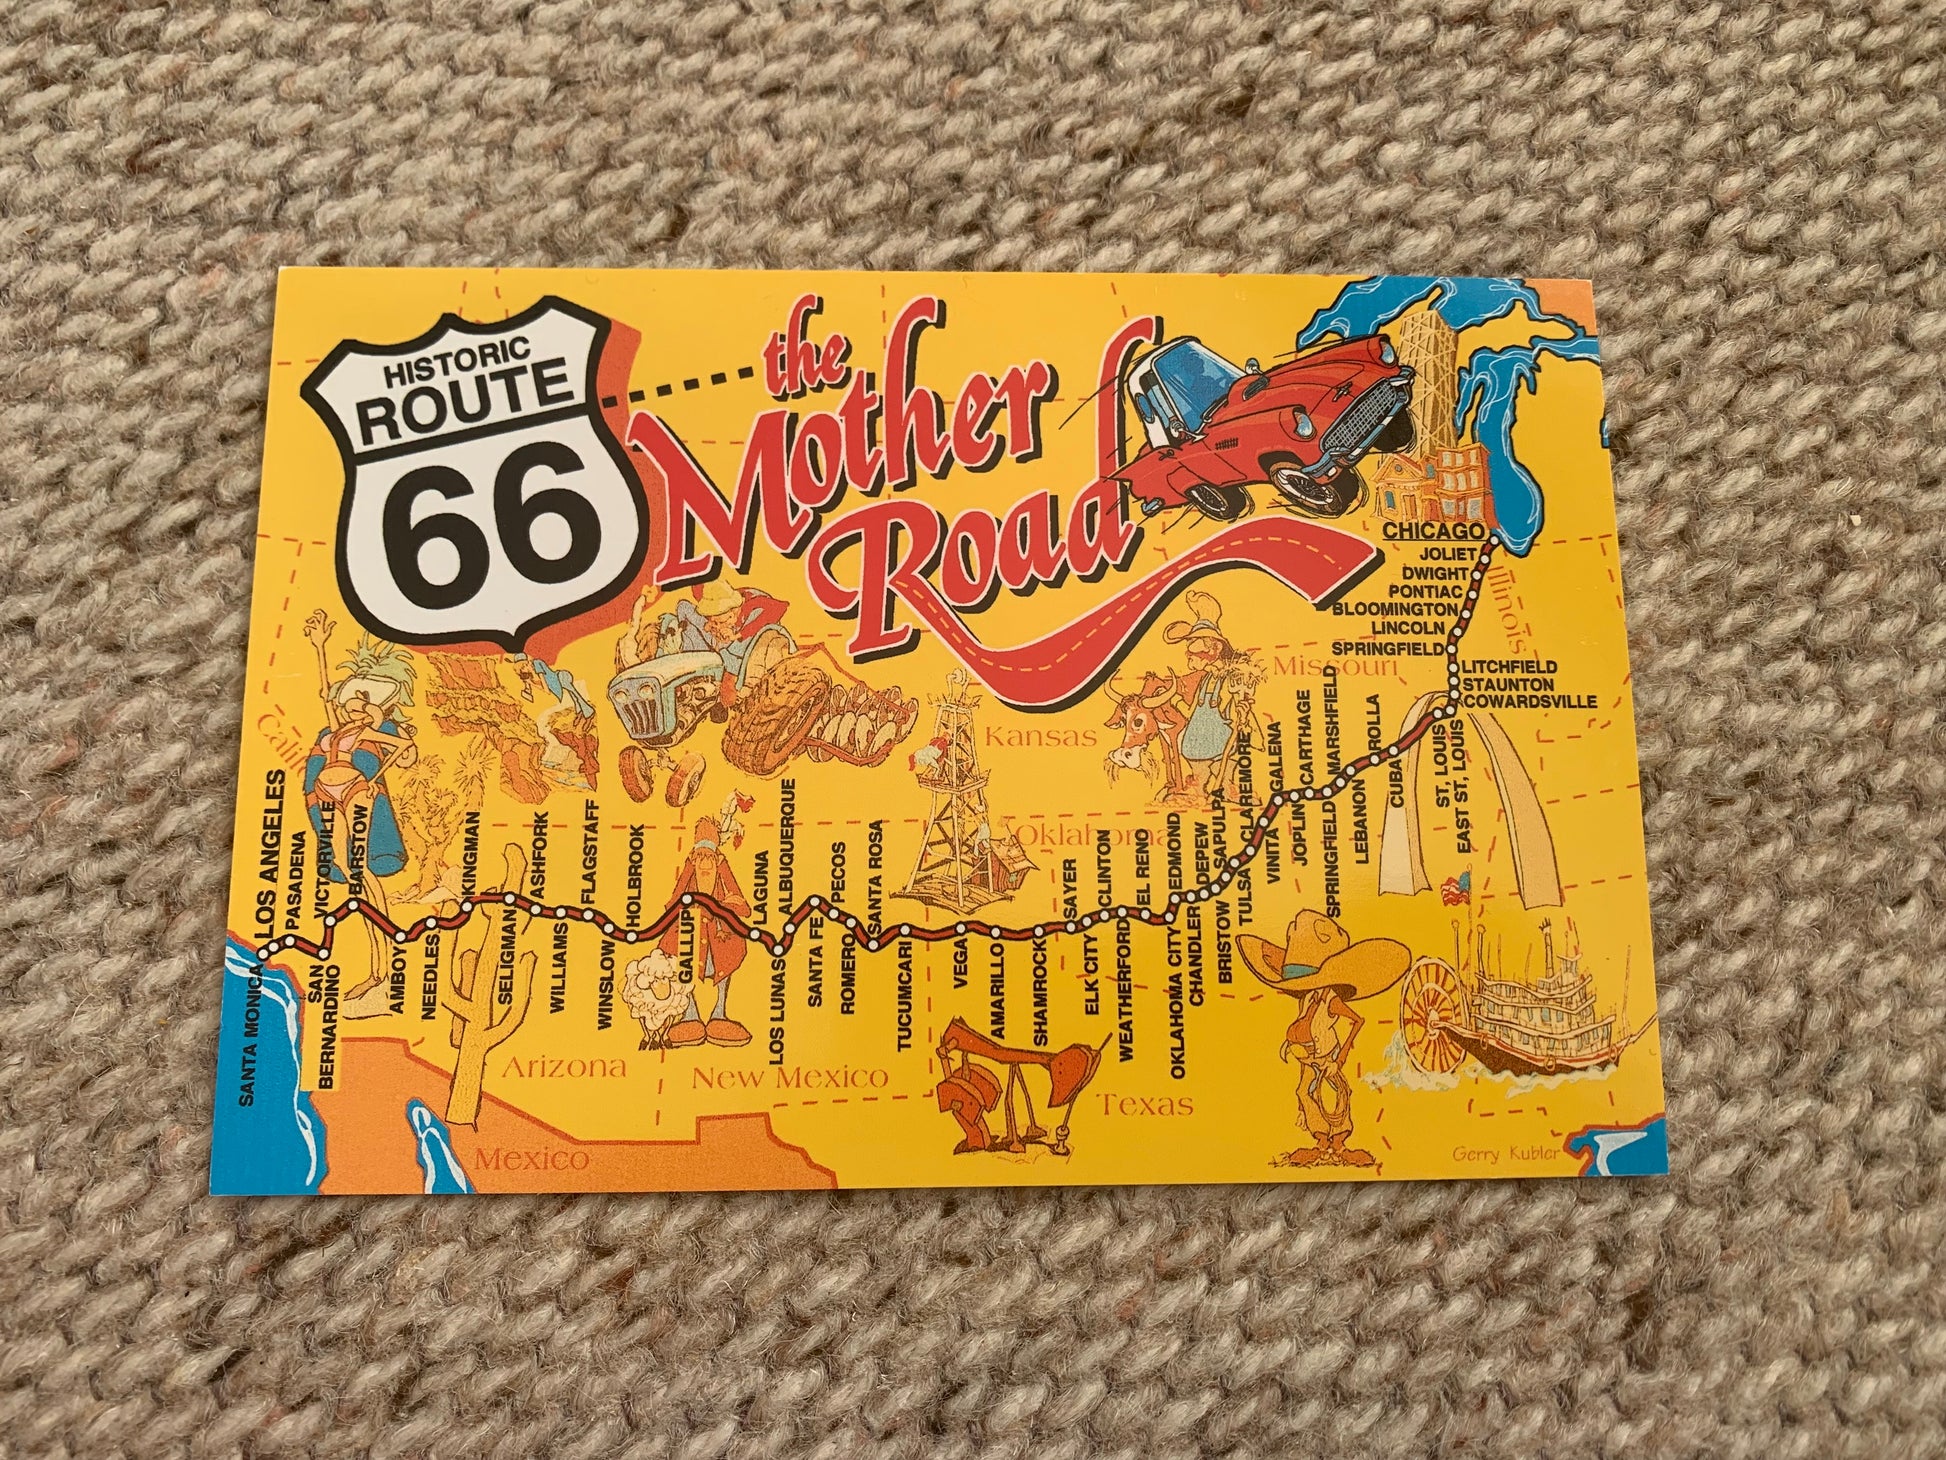 HISTORIC
ROUTE
66
the
Mother
Road
CHICAGO
JOLIET
DWIGHT
PONTIAC
BLOOMINGTON
LINCOLN
SPRINGFIELD
LITCHFIELD
STAUNTON
COWARDSVILLE
Illinois
ST. LOUIS
EAST ST. LOUIS
Missouri
CUBA
ROLLA
LEBANON
MARSHFIELD
SPRINGFIELD
CARTHAGE
JOPLIN
GALENA
Kansas
VINITA
CLAREMORE
TULSA
SAPULPA
BRISTOW
DEPEW
CHANDLER
EDMOND
OKLAHOMA CITY
Oklahoma
EL RENO
WEATHERFORD
CLINTON
ELK CITY
SAYER
SHAMROCK
AMARILLO
VEGA
Texas
TUCUMCARI
SANTA ROSA
ROMERO
PECOS
SANTA FE
ALBUQUERQUE
LOS LUNAS
LAGUNA
GALLUP
New Mexico
HOLBROOK
WINSLOW
FLAGSTAFF
WILLIAMS
ASHFORK
SELIGMAN
KINGMAN
Arizona
NEEDLES
AMBOY
BARSTOW
VICTORVILLE
SAN
BERNARDINO
PASADENA
LOS ANGELES
SANTA MONICA
Mexico
Gerry Kubler